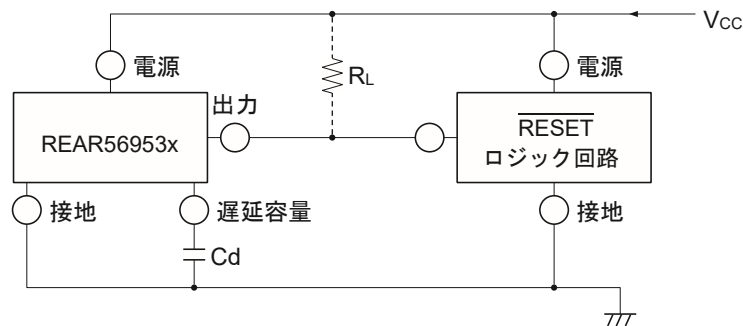 VCC
電源
RL
電源
出力
REAR56953x
RESET
ロジック回路
接地
遅延容量
接地
Cd